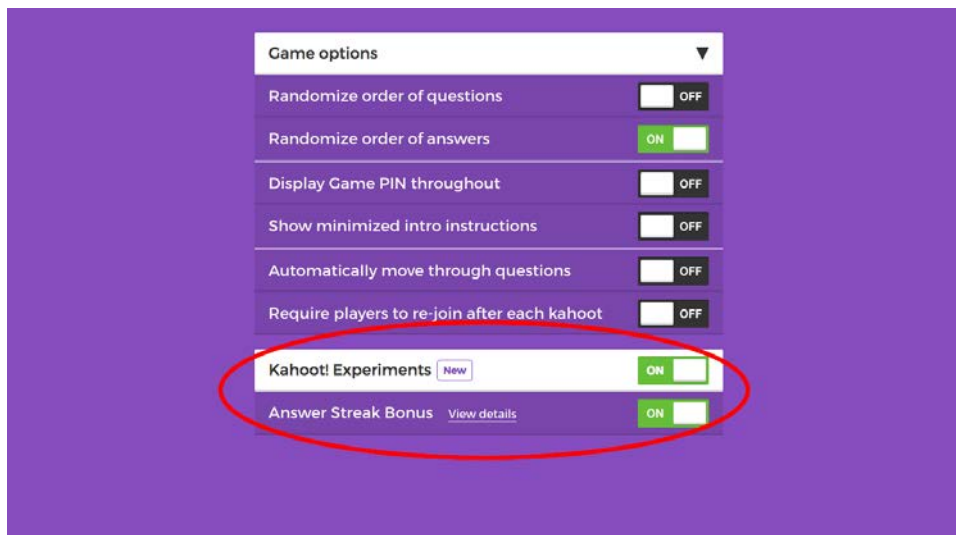 Game options
Randomize order of questions OFF
Randomize order of answers ON
Display Game PIN throughout OFF
Show minimized intro instructions OFF
Automatically move through questions OFF
Require players to re-join after each kahoot OFF
Kahoot! Experiments New ON
Answer Streak Bonus View details ON